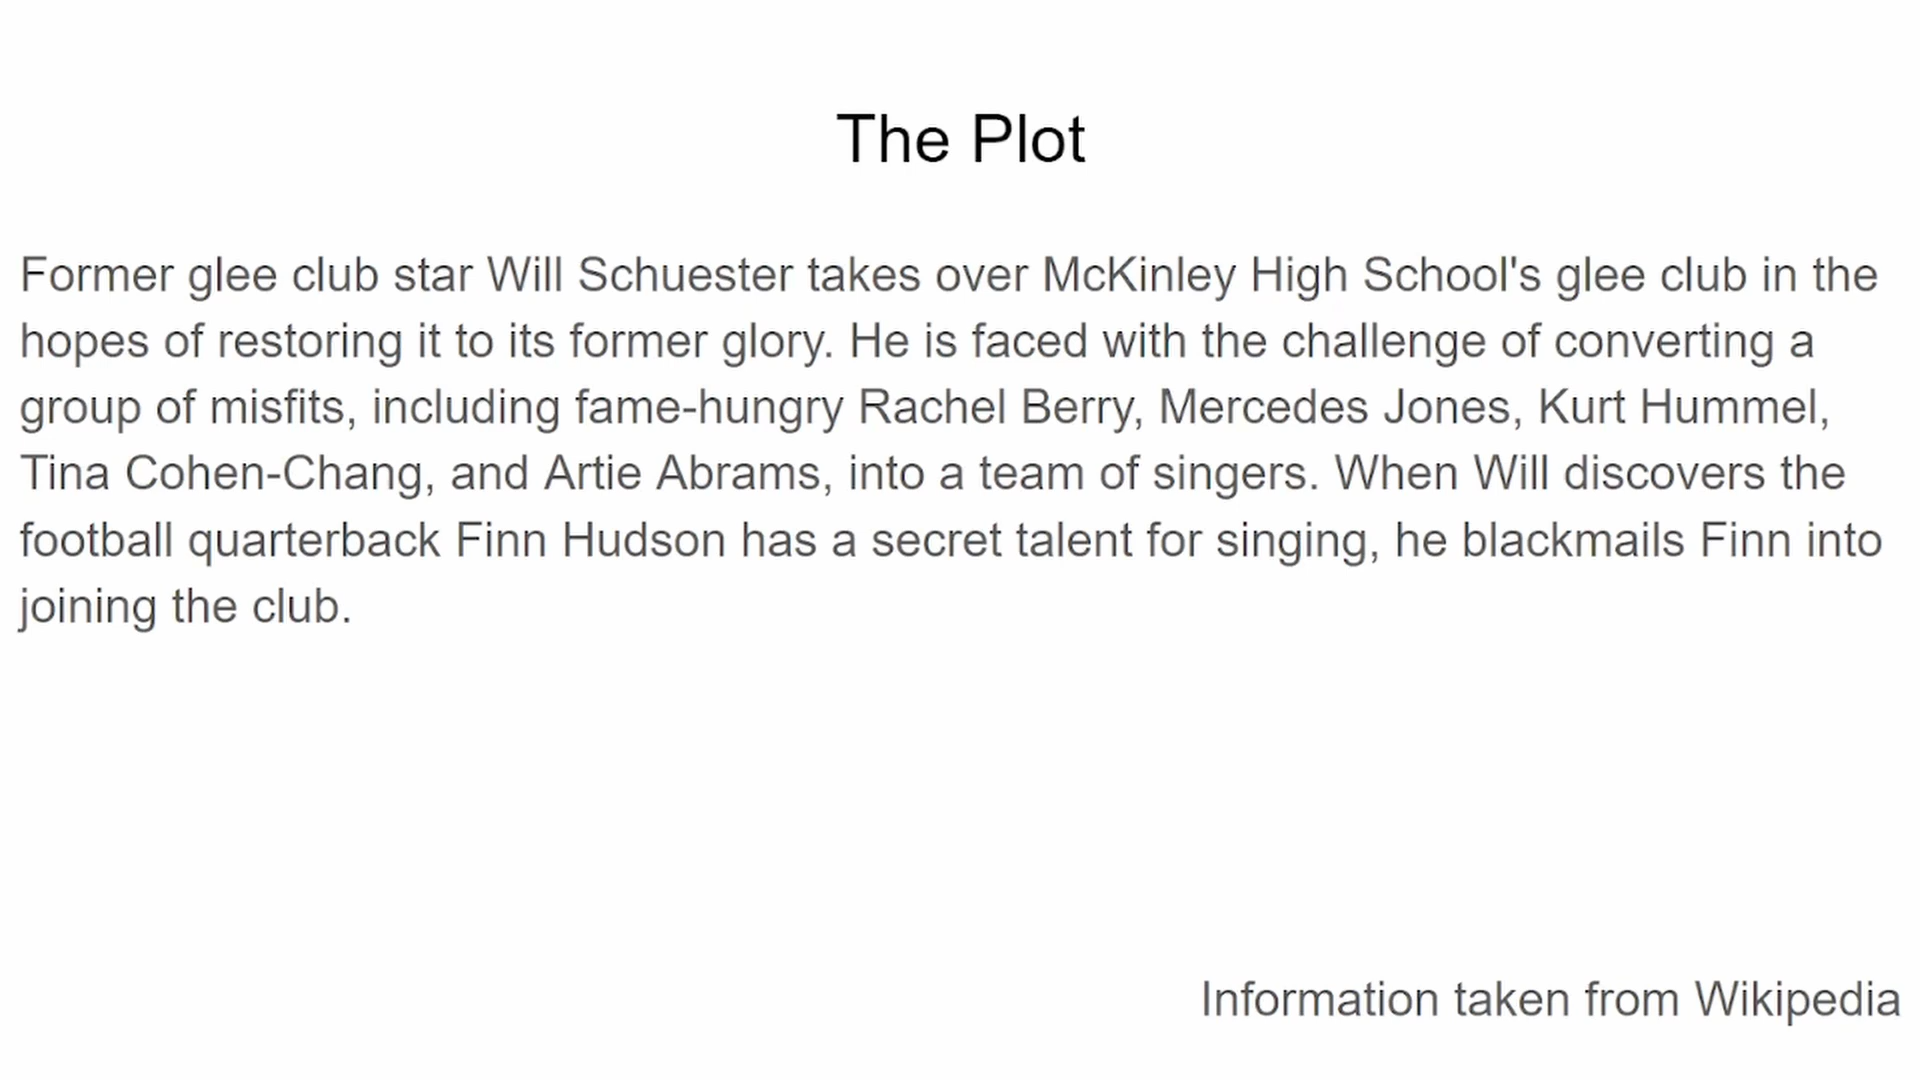 The Plot
Former glee club star Will Schuester takes over McKinley High School's glee club in the
hopes of restoring it to its former glory. He is faced with the challenge of converting a
group of misfits, including fame-hungry Rachel Berry, Mercedes Jones, Kurt Hummel,
Tina Cohen-Chang, and Artie Abrams, into a team of singers. When Will discovers the
football quarterback Finn Hudson has a secret talent for singing, he blackmails Finn into
joining the club.
Information taken from Wikipedia